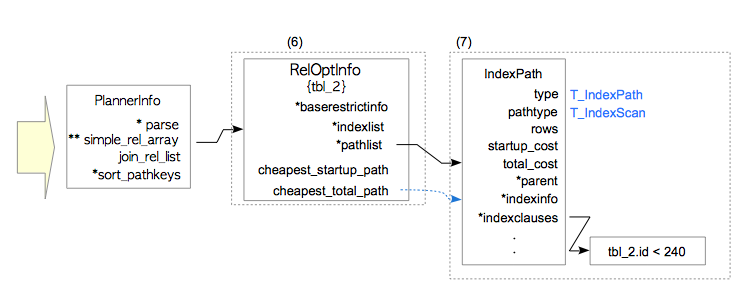 (6)
(7)
PlannerInfo
* parse
** simple_rel_array
join_rel_list
*sort_pathkeys
RelOptInfo
{tbl_2}
*baserestrictinfo
*indexlist
*pathlist
cheapest_startup_path
cheapest_total_path
IndexPath
type T_IndexPath
pathtype T_IndexScan
rows
startup_cost
total_cost
*parent
*indexinfo
*indexclauses
.
.
tbl_2.id < 240